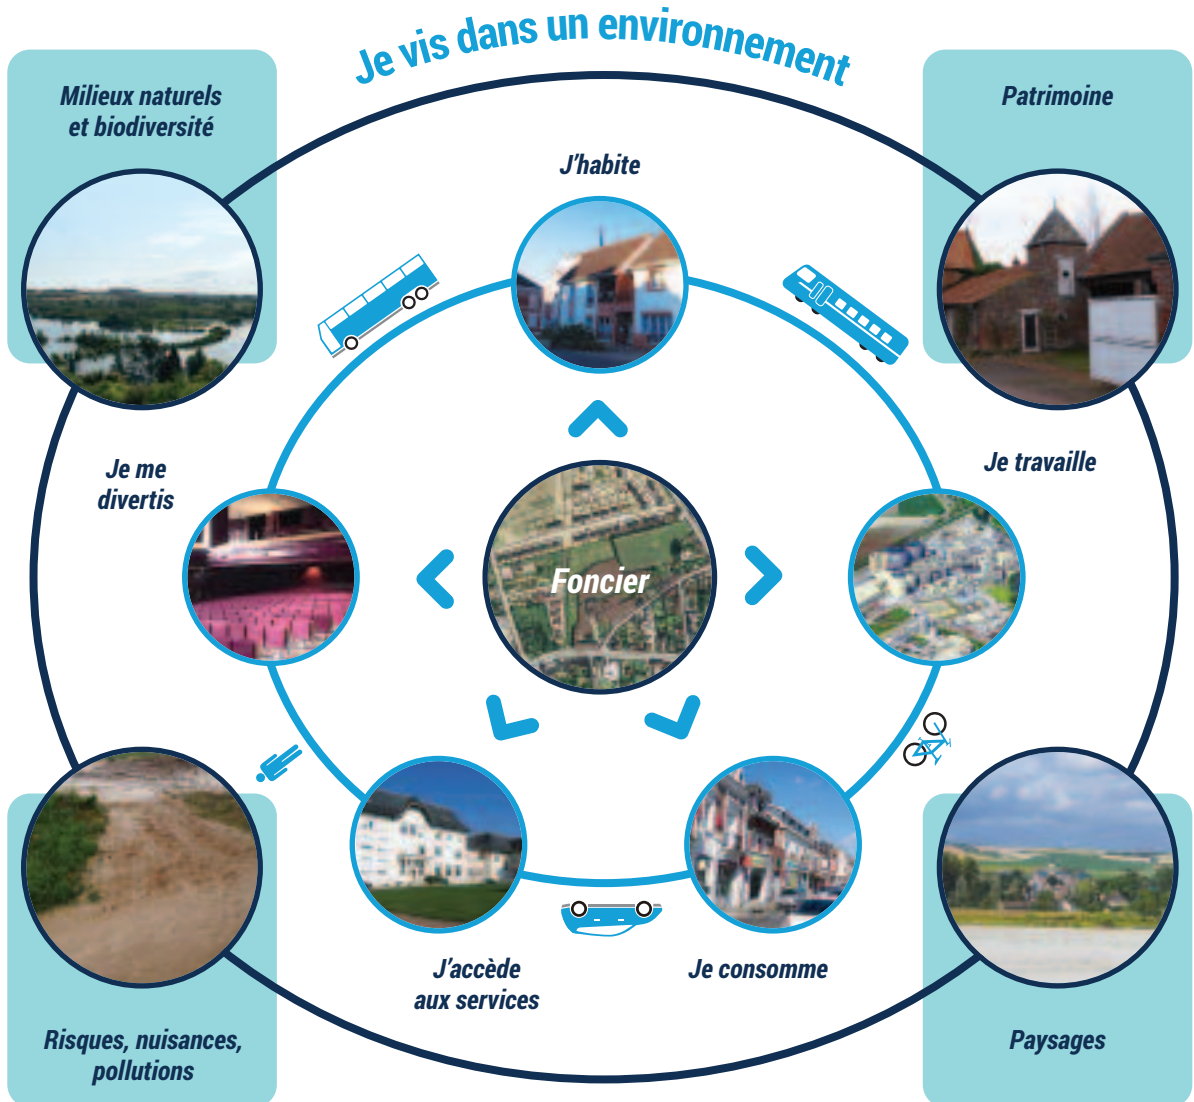 Je vis dans un environnement
Milieux naturels
et biodiversité
Patrimoine
J'habite
Je me
divertis
Je travaille
Foncier
J'accède
aux services
Je consomme
Risques, nuisances,
pollutions
Paysages